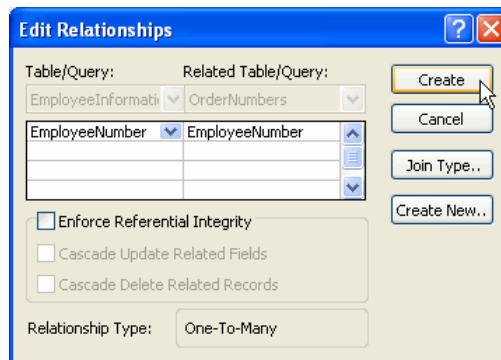 Edit Relationships
Table/Query: Related Table/Query:
EmployeeInformati OrderNumbers
EmployeeNumber EmployeeNumber
Enforce Referential Integrity
Cascade Update Related Fields
Cascade Delete Related Records
Relationship Type: One-To-Many
Create
Cancel
Join Type..
Create New..